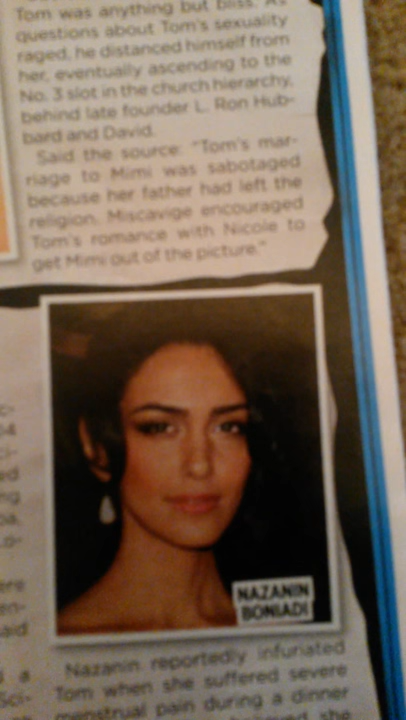 Tom was anything but bliss. As
questions about Tom's sexuality
raged, he distanced himself from
her, eventually ascending to the
No. 3 slot in the church hierarchy,
behind late founder L. Ron Hub-
bard and David.
Said the source: "Tom's mar-
riage to Mimi was sabotaged
because her father had left the
religion. Miscavige encouraged
Tom's romance with Nicole to
get Mimi out of the picture."
NAZANIN
BONIADI
Nazanin reportedly infuriated
Tom when she suffered severe
menstrual pain during a dinner
she